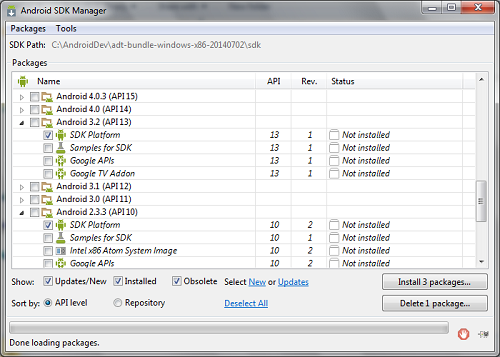 Android SDK Manager
Packages Tools
SDK Path: C:\AndroidDev\adt-bundle-windows-x86-20140702\sdk
Packages
Name API Rev. Status
Android 4.0.3 (API 15)
Android 4.0 (API 14)
Android 3.2 (API 13)
SDK Platform 13 1 Not installed
Samples for SDK 13 1 Not installed
Google APIs 13 1 Not installed
Google TV Addon 13 1 Not installed
Android 3.1 (API 12)
Android 3.0 (API 11)
Android 2.3.3 (API 10)
SDK Platform 10 2 Not installed
Samples for SDK 10 1 Not installed
Intel x86 Atom System Image 10 2 Not installed
Google APIs 10 2 Not installed
Show: Updates/New Installed Obsolete Select New or Updates Install 3 packages...
Sort by: API level Repository Deselect All Delete 1 package...
Done loading packages.